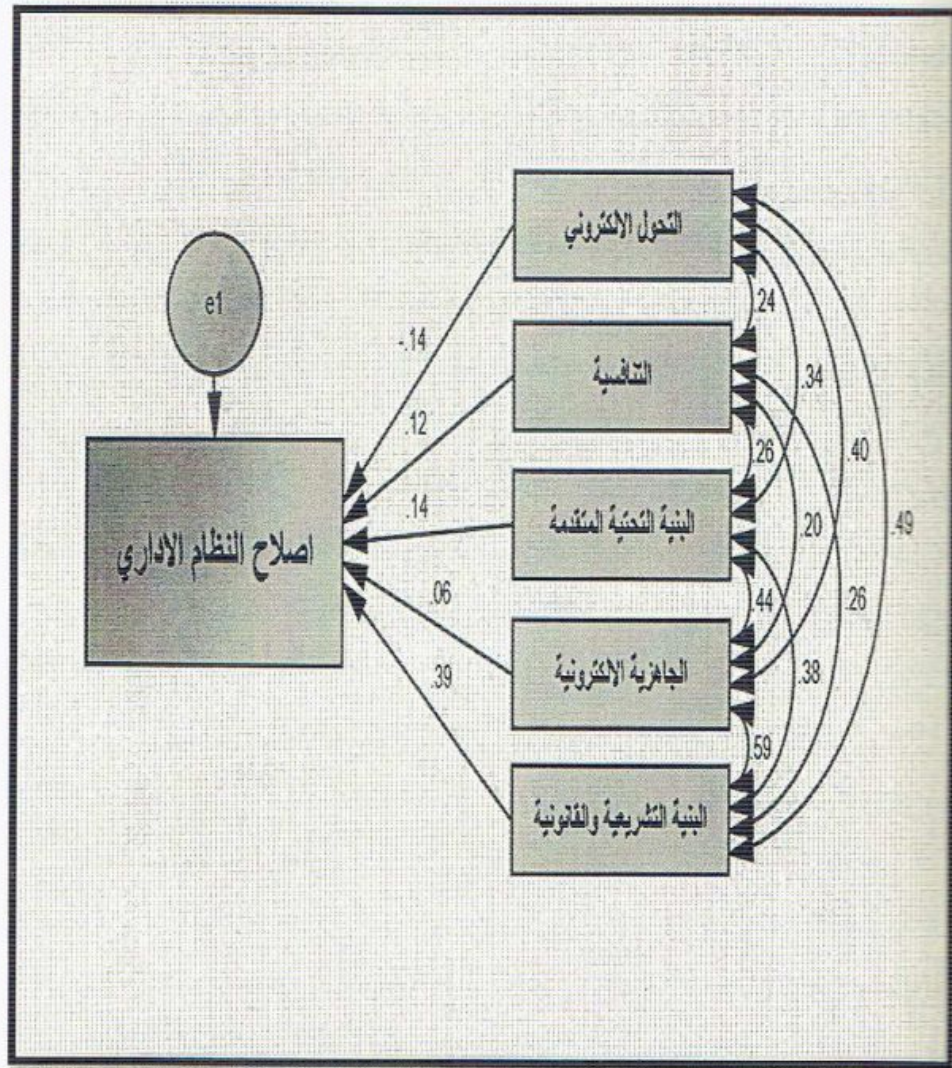 التحول الالكتروني
التنافسية
البنية التحتية المتقدمة
الجاهزية الالكترونية
البنية التشريعية والقانونية
e1
اصلاح النظام الاداري
-.14
.12
.14
.06
.39
.24
.34
.26
.40
.20
.49
.44
.26
.38
.59